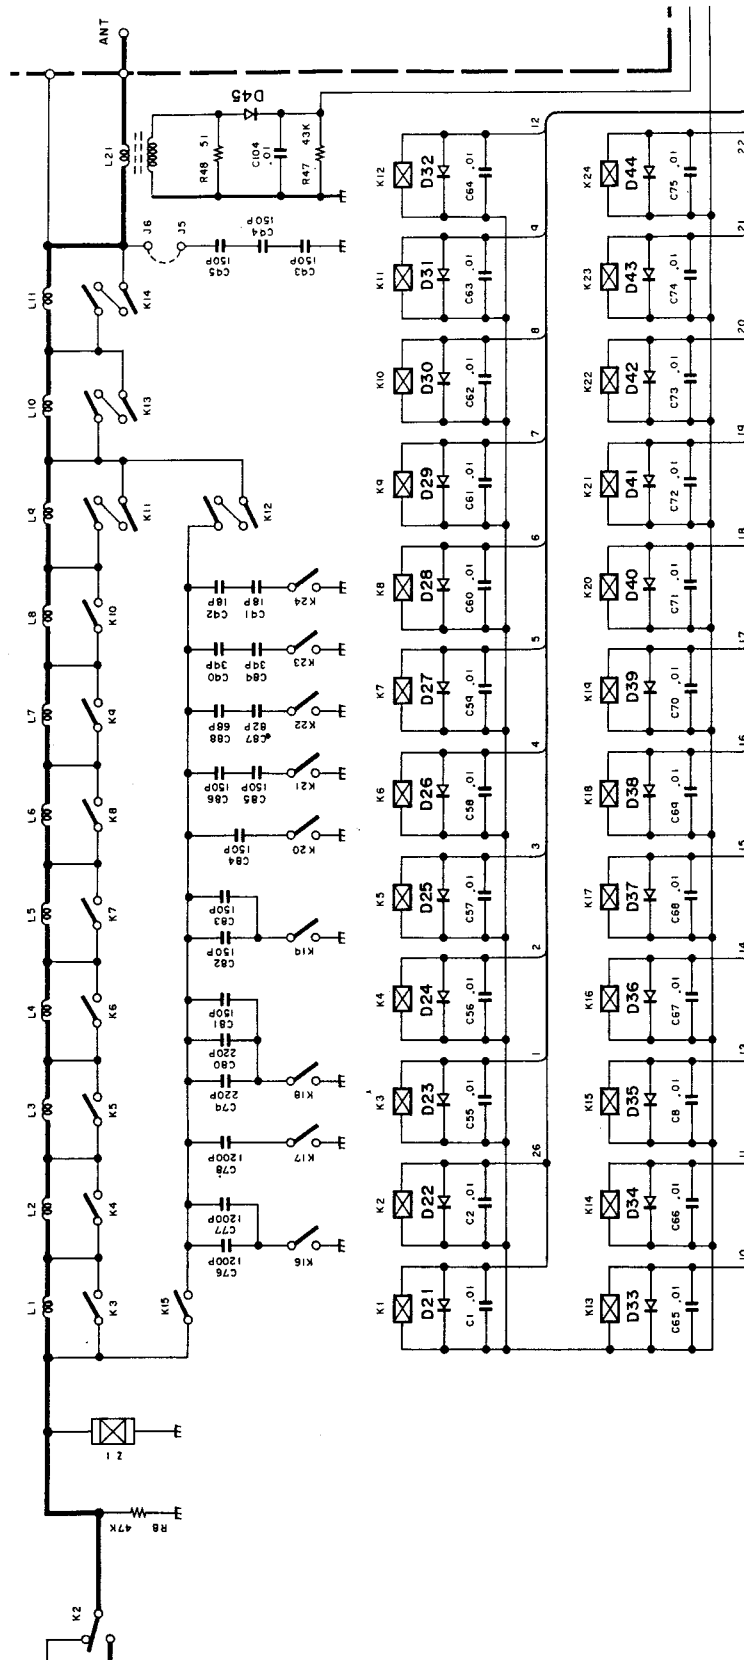 ANT
L21
D45
R48 51
C104 .01
R47 43K
J6
J5
C45 150P
C44 150P
C43 150P
L11
L10
L9
L8
L7
L6
L5
L4
L3
L2
L1
K14
K13
K11
K10
K9
K8
K7
K6
K5
K4
K3
K12
C42 18P
C41 18P
K24
C40 39P
C89 39P
K23
C88 68P
C87 82P
K22
C86 150P
C85 150P
K21
C84 150P
K20
C83 150P
C82 150P
K19
C81 150P
C80 220P
C79 220P
K18
C78 1200P
K17
C77 1200P
C76 1200P
K16
K15
Z1
R8 47K
K2
K12 D32 C64 .01 12
K11 D31 C63 .01 9
K10 D30 C62 .01 8
K9 D29 C61 .01 7
K8 D28 C60 .01 6
K7 D27 C59 .01 5
K6 D26 C58 .01 4
K5 D25 C57 .01 3
K4 D24 C56 .01 2
K3 D23 C55 .01 1
K2 D22 C2 .01 26
K1 D21 C1 .01
K24 D44 C75 .01 22
K23 D43 C74 .01 21
K22 D42 C73 .01 20
K21 D41 C72 .01 19
K20 D40 C71 .01 18
K19 D39 C70 .01 17
K18 D38 C69 .01 16
K17 D37 C68 .01 15
K16 D36 C67 .01 14
K15 D35 C8 .01 13
K14 D34 C66 .01
K13 D33 C65 .01 10